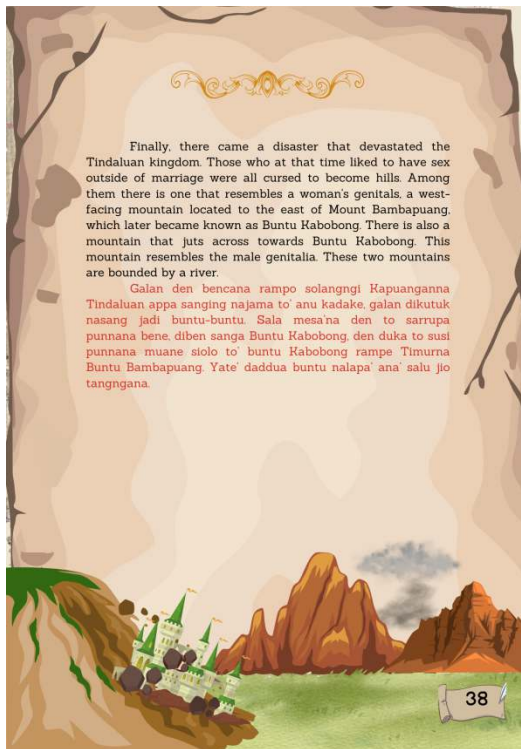 Finally, there came a disaster that devastated the
Tindaluan kingdom. Those who at that time liked to have sex
outside of marriage were all cursed to become hills. Among
them there is one that resembles a woman's genitals, a west-
facing mountain located to the east of Mount Bambapuang,
which later became known as Buntu Kabobong. There is also a
mountain that juts across towards Buntu Kabobong. This
mountain resembles the male genitalia. These two mountains
are bounded by a river.
Galan den bencana rampo solangngi Kapuanganna
Tindaluan appa sanging najama to' anu kadake, galan dikutuk
nasang jadi buntu-buntu. Sala mesa'na den to sarrupa
punnana bene, diben sanga Buntu Kabobong, den duka to susi
punnana muane siolo to' buntu Kabobong rampe Timurna
Buntu Bambapuang. Yate' daddua buntu nalapa' ana' salu jio
tangngana.
38